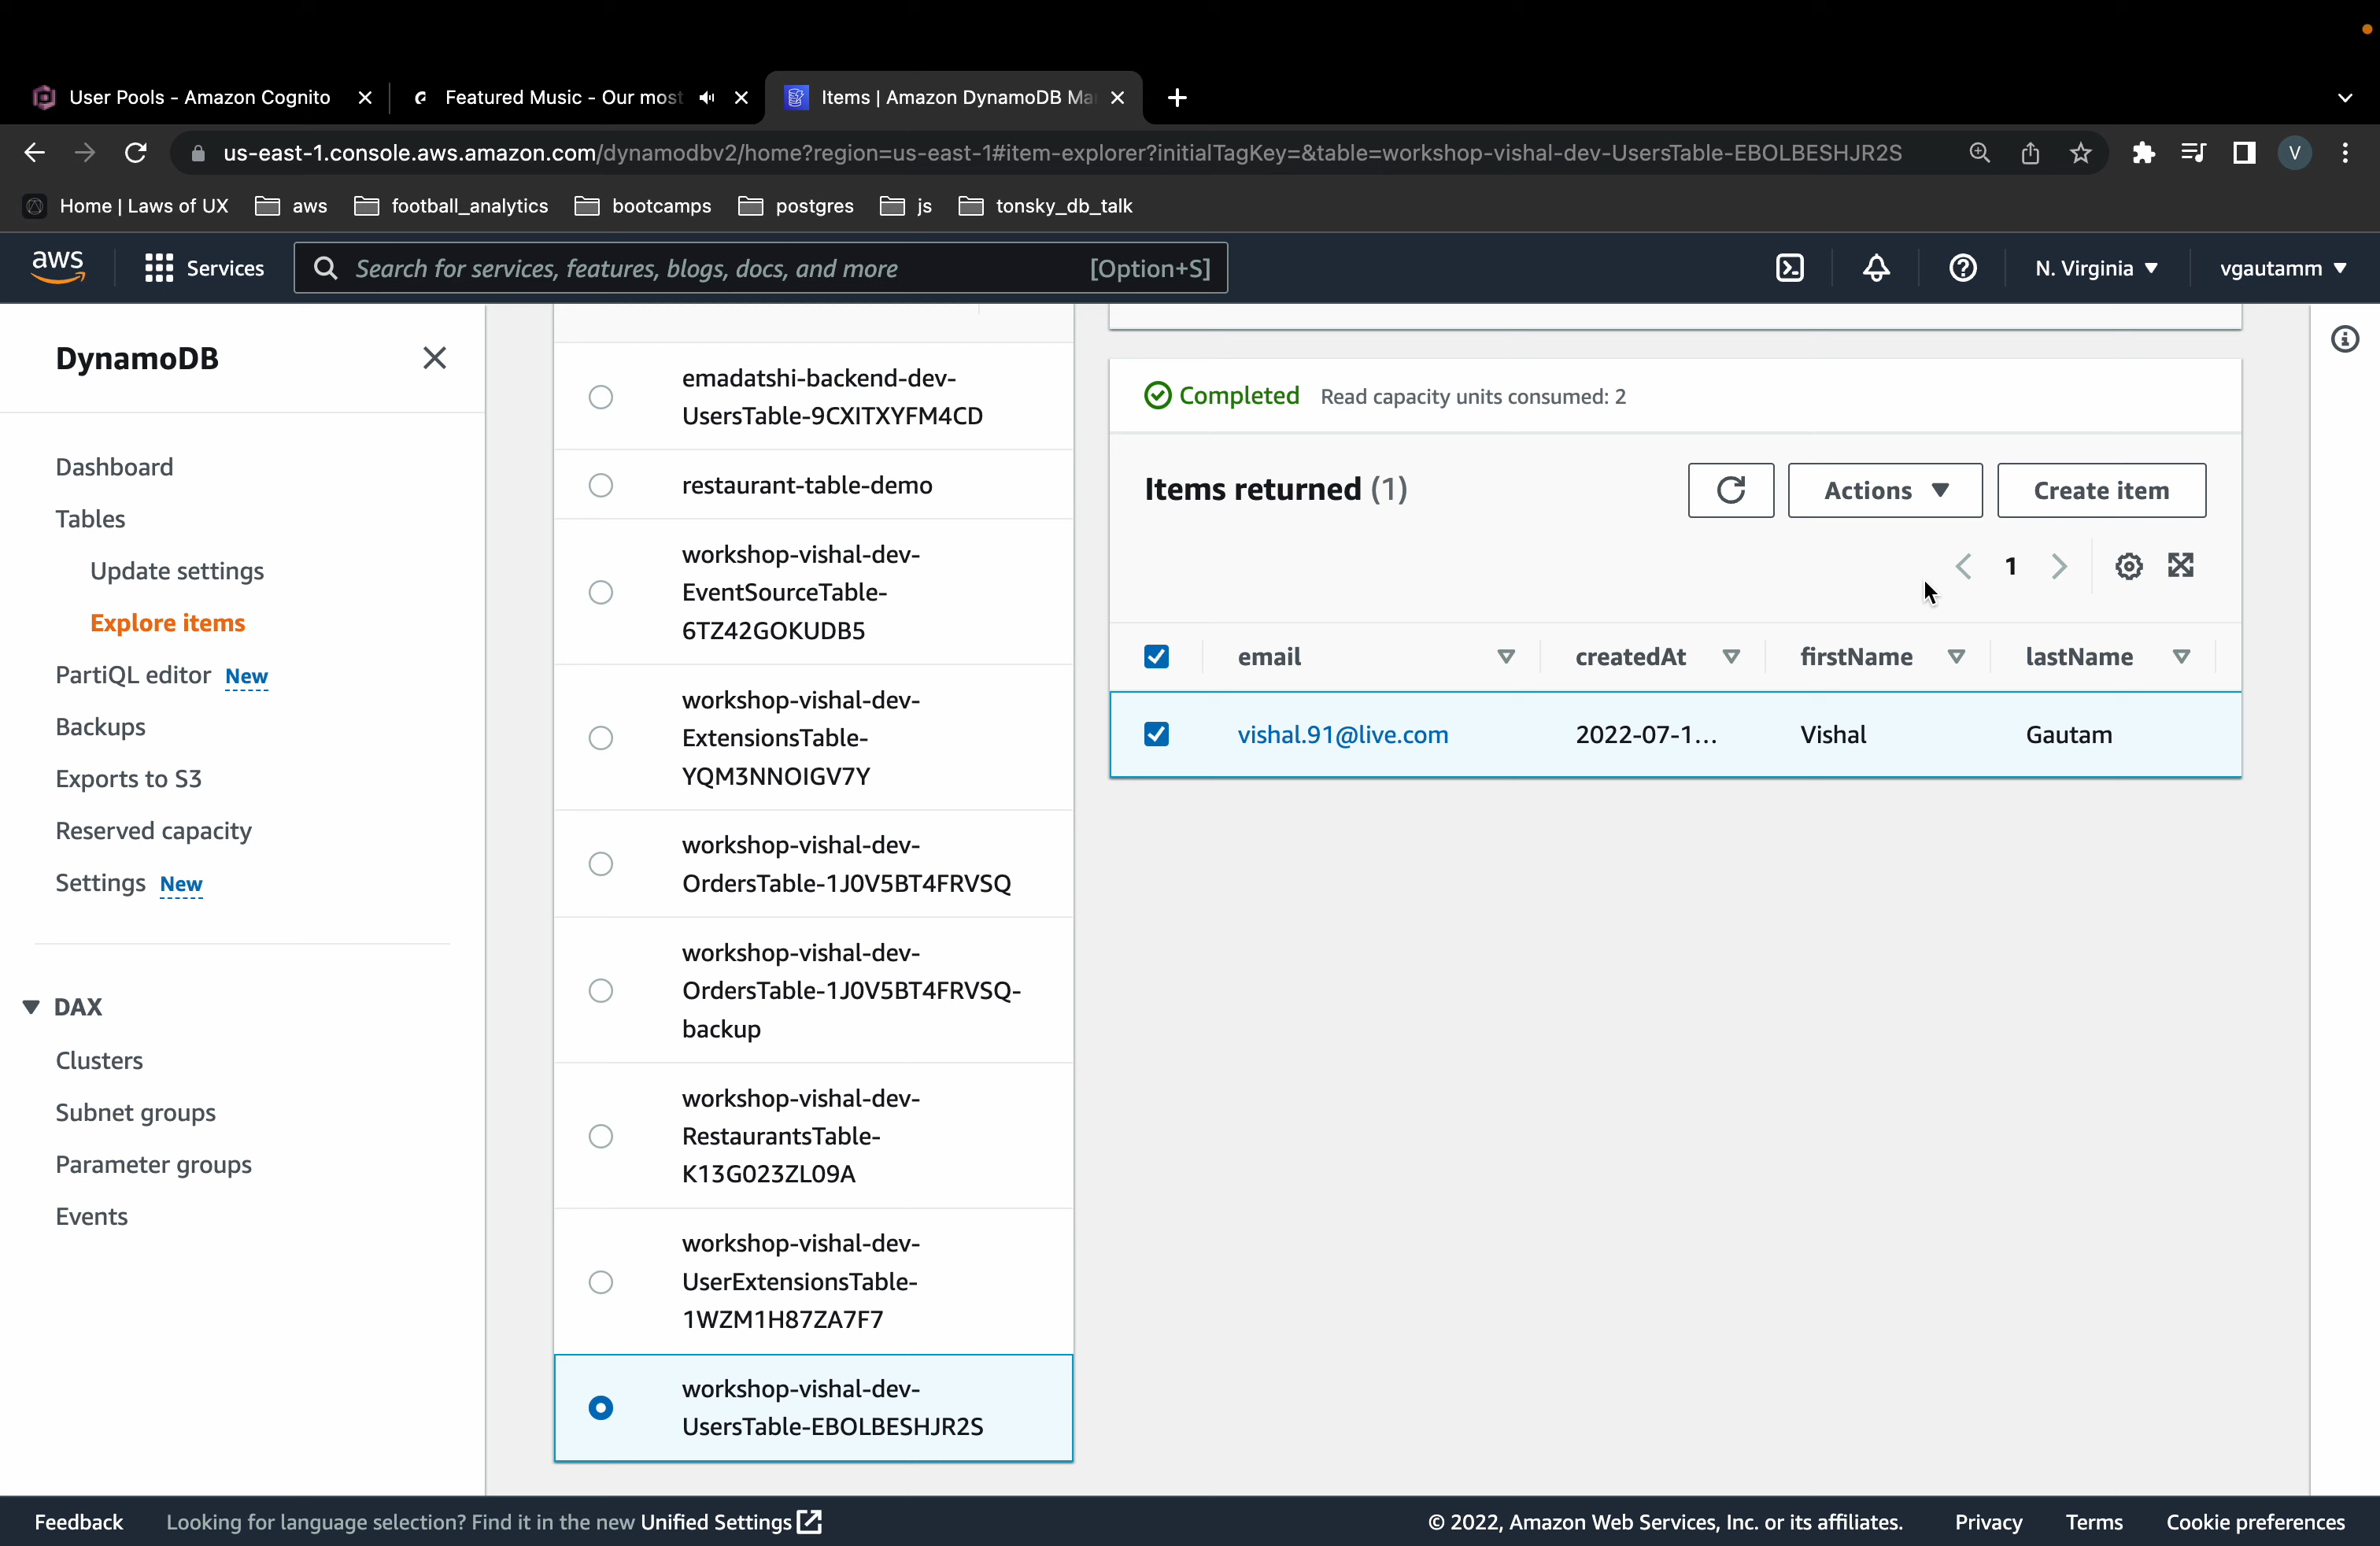 User Pools - Amazon Cognito
Featured Music - Our most
Items | Amazon DynamoDB Ma
us-east-1.console.aws.amazon.com/dynamodbv2/home?region=us-east-1#item-explorer?initialTagKey=&table=workshop-vishal-dev-UsersTable-EBOLBESHJR2S
V
Home | Laws of UX
aws
football_analytics
bootcamps
postgres
js
tonsky_db_talk
aws
Services
Search for services, features, blogs, docs, and more
[Option+S]
N. Virginia
vgautamm
DynamoDB
Dashboard
Tables
Update settings
Explore items
PartiQL editor New
Backups
Exports to S3
Reserved capacity
Settings New
DAX
Clusters
Subnet groups
Parameter groups
Events
emadatshi-backend-dev-
UsersTable-9CXITXYFM4CD
restaurant-table-demo
workshop-vishal-dev-
EventSourceTable-
6TZ42GOKUDB5
workshop-vishal-dev-
ExtensionsTable-
YQM3NNOIGV7Y
workshop-vishal-dev-
OrdersTable-1J0V5BT4FRVSQ
workshop-vishal-dev-
OrdersTable-1J0V5BT4FRVSQ-
backup
workshop-vishal-dev-
RestaurantsTable-
K13G023ZL09A
workshop-vishal-dev-
UserExtensionsTable-
1WZM1H87ZA7F7
workshop-vishal-dev-
UsersTable-EBOLBESHJR2S
Completed Read capacity units consumed: 2
Items returned (1)
Actions
Create item
1
email createdAt firstName lastName
vishal.91@live.com 2022-07-1... Vishal Gautam
Feedback
Looking for language selection? Find it in the new Unified Settings
© 2022, Amazon Web Services, Inc. or its affiliates.
Privacy
Terms
Cookie preferences